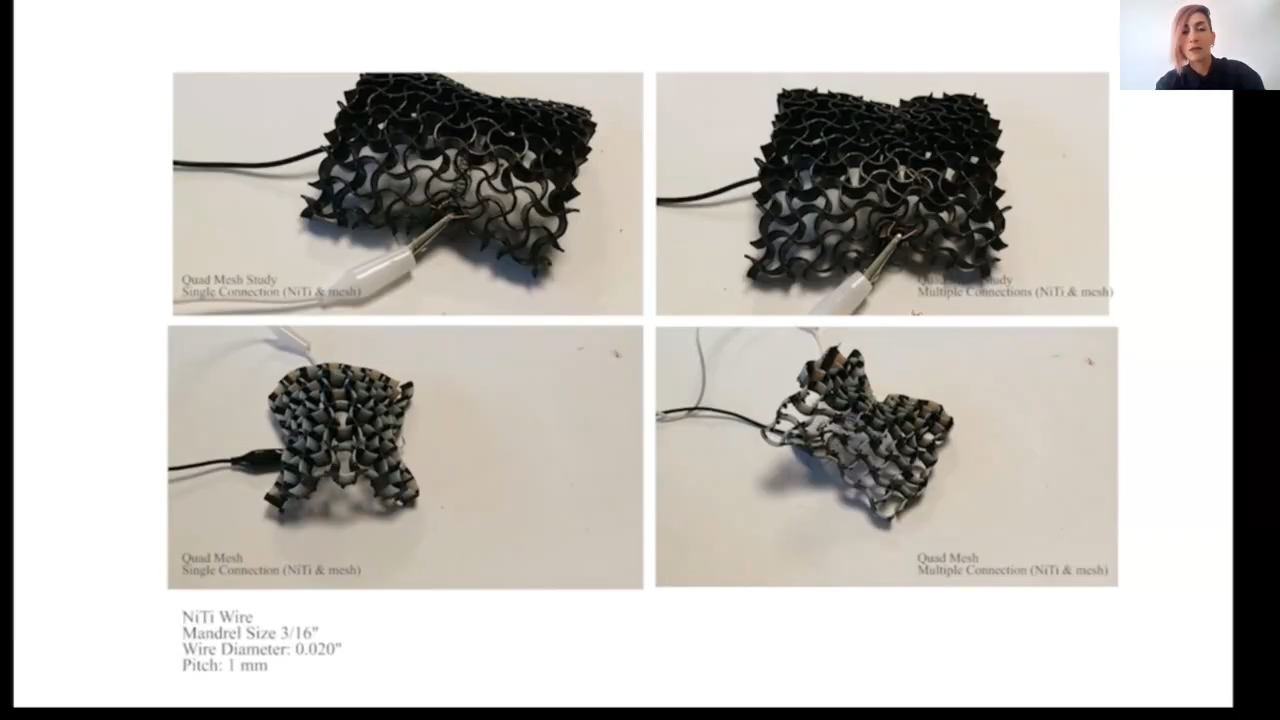 Quad Mesh Study
Single Connection (NiTi & mesh)
Study
Multiple Connections (NiTi & mesh)
Quad Mesh
Single Connection (NiTi & mesh)
Quad Mesh
Multiple Connection (NiTi & mesh)
NiTi Wire
Mandrel Size 3/16"
Wire Diameter: 0.020"
Pitch: 1 mm